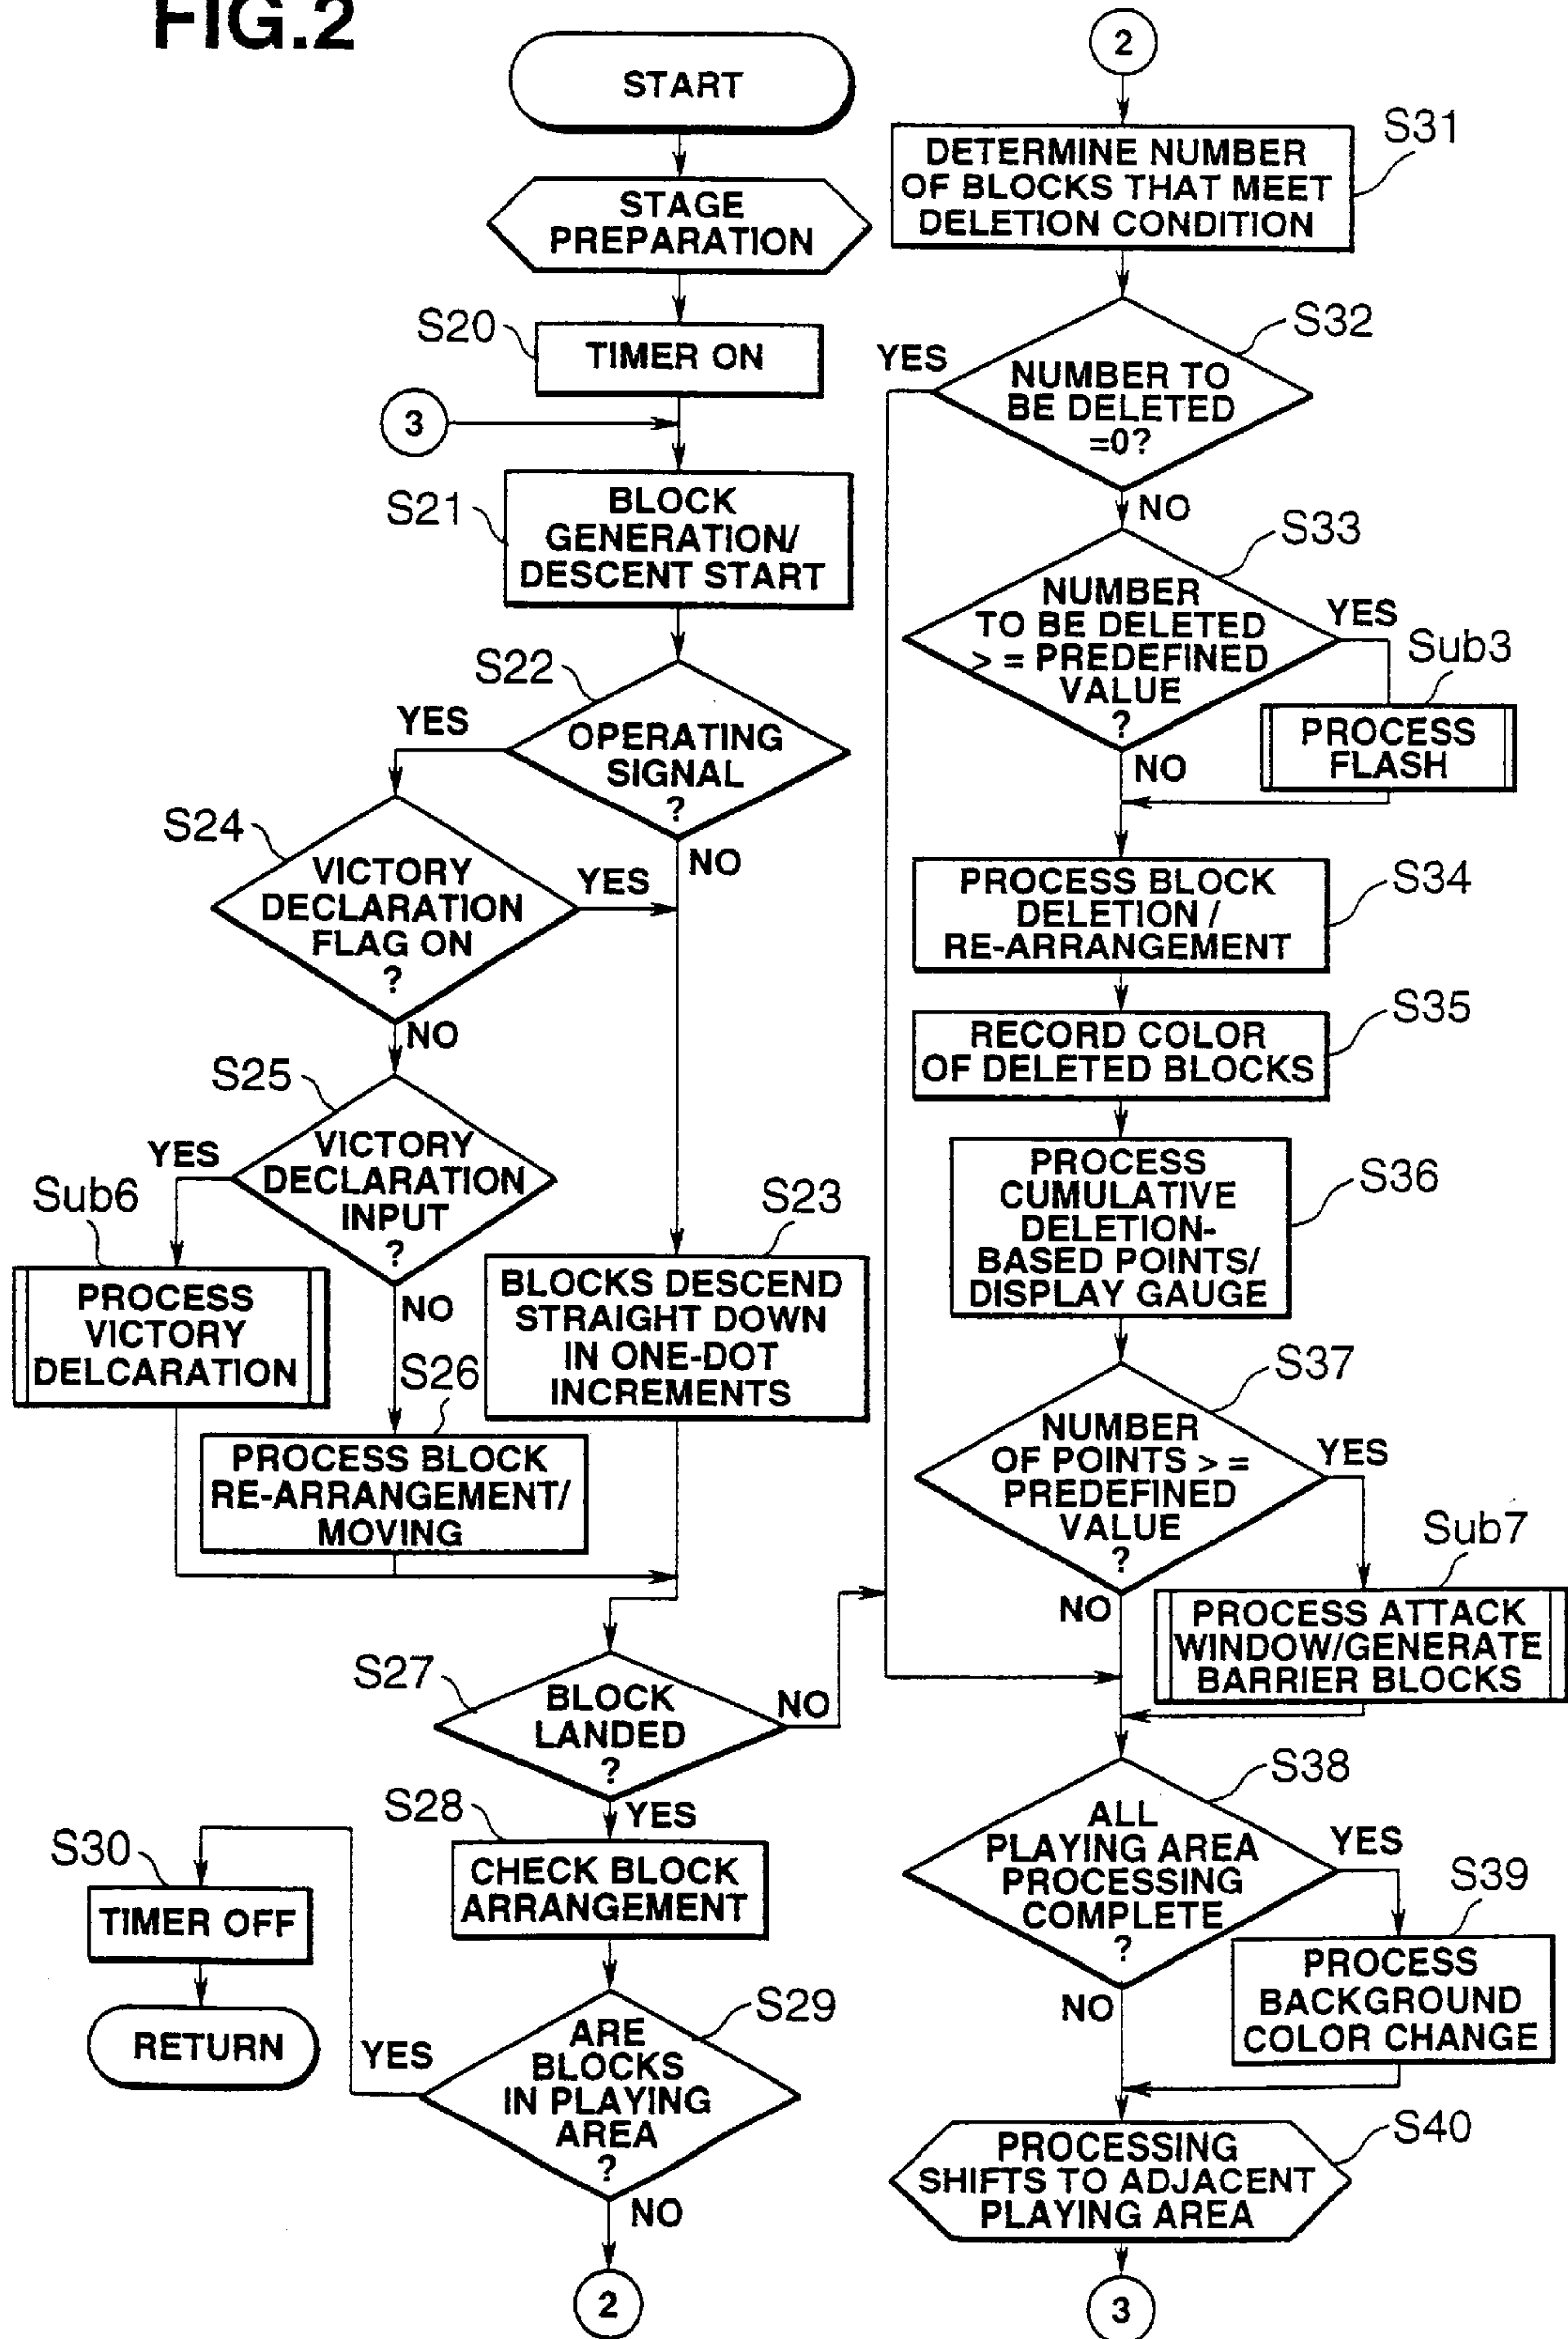 FIG.2
START
STAGE
PREPARATION
S20
TIMER ON
3
S21
BLOCK
GENERATION/
DESCENT START
S22
OPERATING
SIGNAL
?
YES
NO
S24
VICTORY
DECLARATION
FLAG ON
?
YES
NO
S25
VICTORY
DECLARATION
INPUT
?
YES
NO
Sub6
PROCESS
VICTORY
DELCARATION
S23
BLOCKS DESCEND
STRAIGHT DOWN
IN ONE-DOT
INCREMENTS
S26
PROCESS BLOCK
RE-ARRANGEMENT/
MOVING
S27
BLOCK
LANDED
?
NO
YES
S28
CHECK BLOCK
ARRANGEMENT
S30
TIMER OFF
RETURN
S29
ARE
BLOCKS
IN PLAYING
AREA
?
YES
NO
2
2
S31
DETERMINE NUMBER
OF BLOCKS THAT MEET
DELETION CONDITION
S32
NUMBER TO
BE DELETED
=0?
YES
NO
S33
NUMBER
TO BE DELETED
> = PREDEFINED
VALUE
?
YES
NO
Sub3
PROCESS
FLASH
S34
PROCESS BLOCK
DELETION /
RE-ARRANGEMENT
S35
RECORD COLOR
OF DELETED BLOCKS
S36
PROCESS
CUMULATIVE
DELETION-
BASED POINTS/
DISPLAY GAUGE
S37
NUMBER
OF POINTS > =
PREDEFINED
VALUE
?
YES
NO
Sub7
PROCESS ATTACK
WINDOW/GENERATE
BARRIER BLOCKS
S38
ALL
PLAYING AREA
PROCESSING
COMPLETE
?
YES
NO
S39
PROCESS
BACKGROUND
COLOR CHANGE
S40
PROCESSING
SHIFTS TO ADJACENT
PLAYING AREA
3